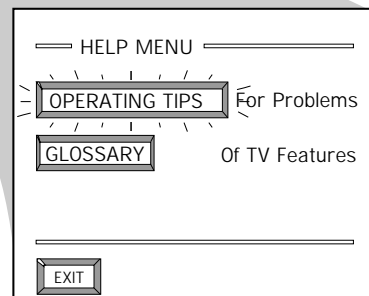 HELP MENU
OPERATING TIPS For Problems
GLOSSARY Of TV Features
EXIT